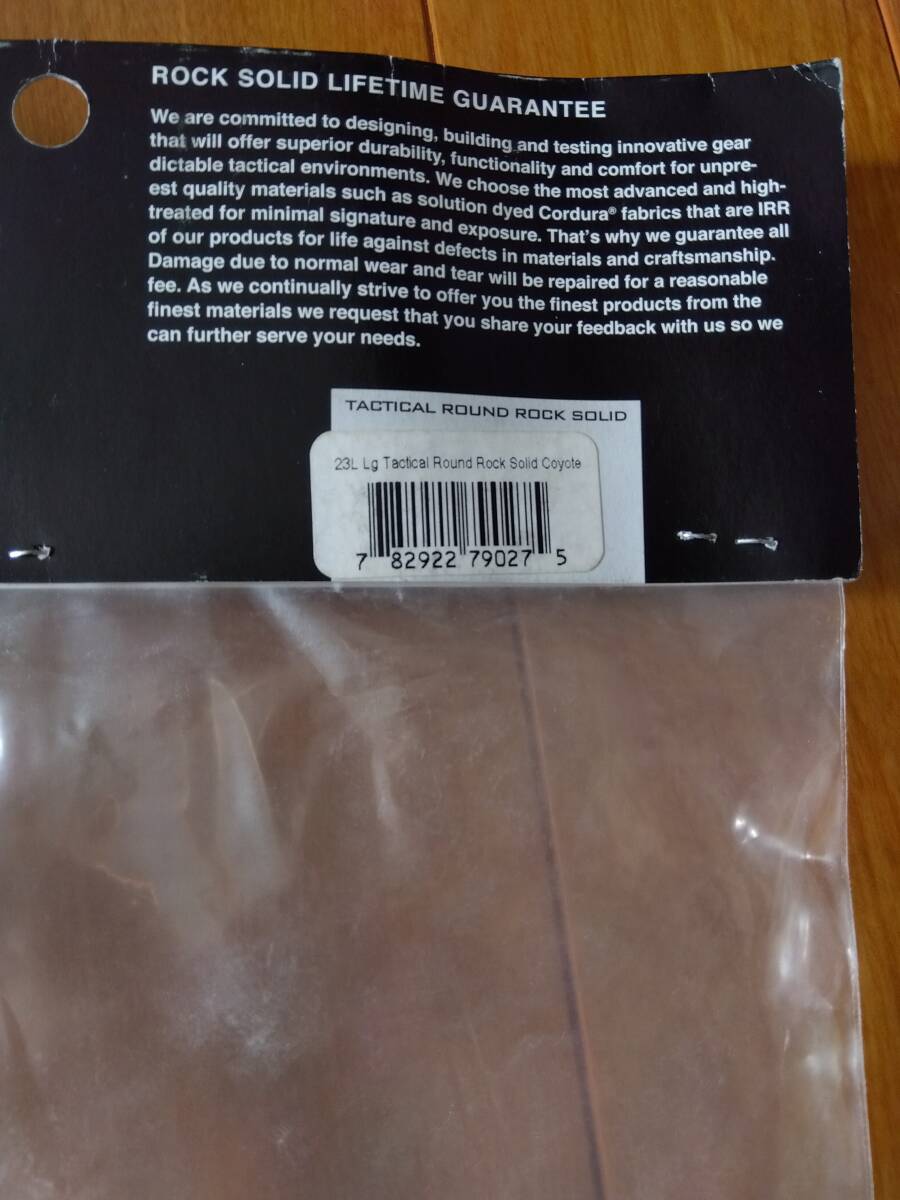 ROCK SOLID LIFETIME GUARANTEE
We are committed to designing, building and testing innovative gear
that will offer superior durability, functionality and comfort for unpre-
dictable tactical environments. We choose the most advanced and high-
est quality materials such as solution dyed Cordura® fabrics that are IRR
treated for minimal signature and exposure. That's why we guarantee all
of our products for life against defects in materials and craftsmanship.
Damage due to normal wear and tear will be repaired for a reasonable
fee. As we continually strive to offer you the finest products from the
finest materials we request that you share your feedback with us so we
can further serve your needs.
TACTICAL ROUND ROCK SOLID
23L Lg Tactical Round Rock Solid Coyote
7 82922 79027 5